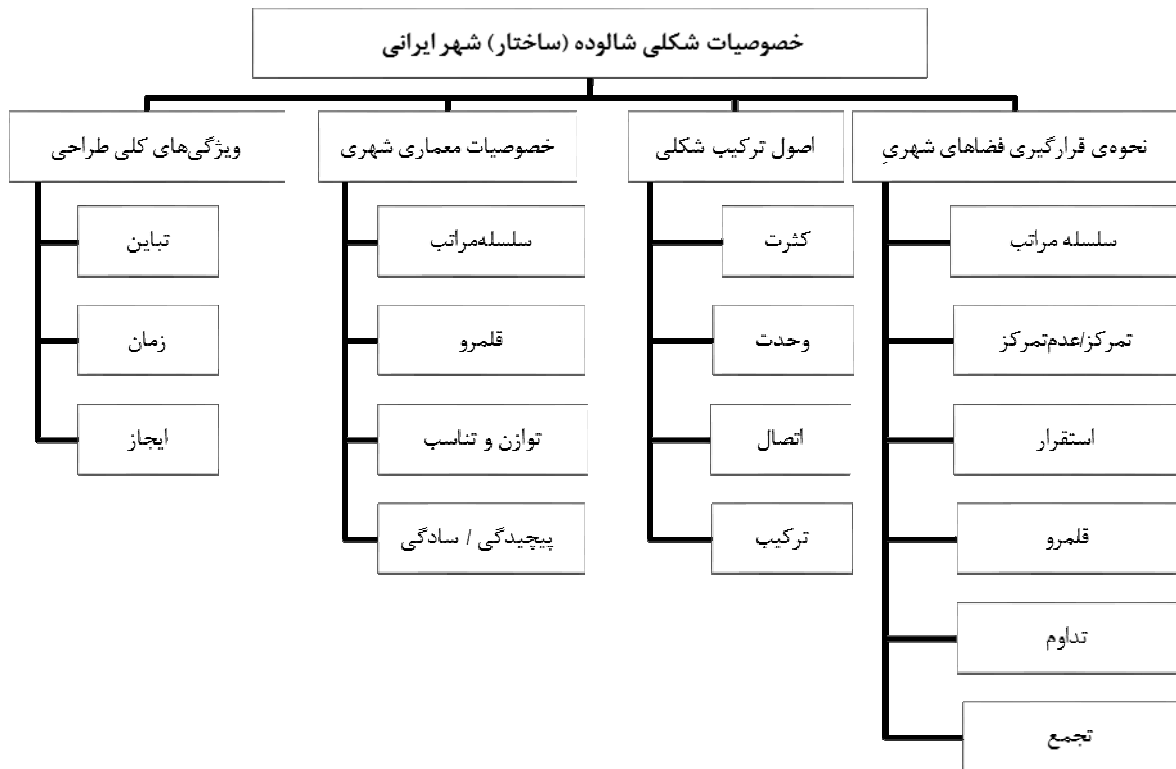 خصوصیات شکلی شالوده (ساختار) شهر ایرانی
نحوه‌ی قرارگیری فضاهای شهری
سلسله مراتب
تمرکز/عدم‌تمرکز
استقرار
قلمرو
تداوم
تجمع
اصول ترکیب شکلی
کثرت
وحدت
اتصال
ترکیب
خصوصیات معماری شهری
سلسله‌مراتب
قلمرو
توازن و تناسب
پیچیدگی / سادگی
ویژگی‌های کلی طراحی
تباین
زمان
ایجاز